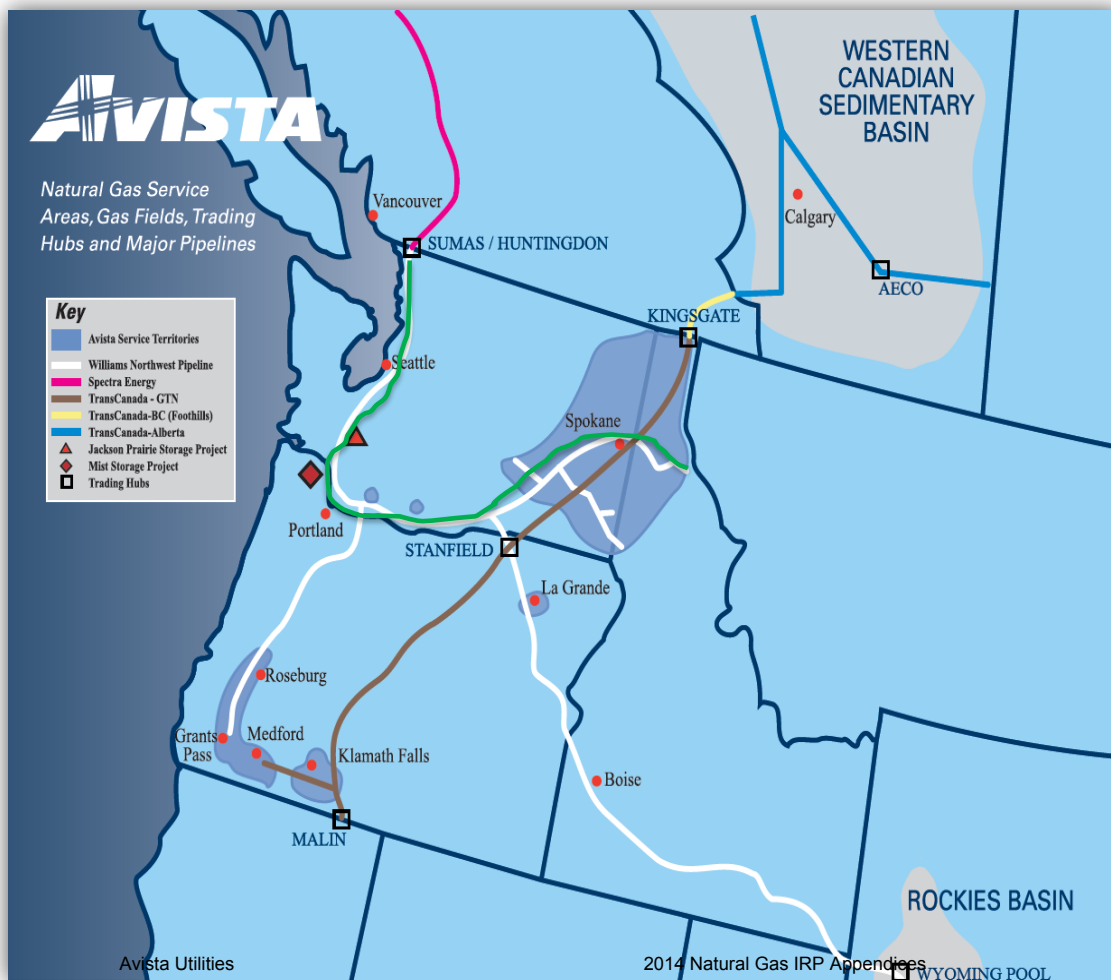 AVISTA
Natural Gas Service
Areas, Gas Fields, Trading
Hubs and Major Pipelines
WESTERN
CANADIAN
SEDIMENTARY
BASIN
Vancouver
SUMAS / HUNTINGDON
Calgary
AECO
KINGSGATE
Key
Avista Service Territories
Williams Northwest Pipeline
Spectra Energy
TransCanada - GTN
TransCanada-BC (Foothills)
TransCanada-Alberta
Jackson Prairie Storage Project
Mist Storage Project
Trading Hubs
Seattle
Spokane
Portland
STANFIELD
La Grande
Roseburg
Grants
Pass
Medford
Klamath Falls
Boise
MALIN
ROCKIES BASIN
WYOMING POOL
Avista Utilities
2014 Natural Gas IRP Appendices